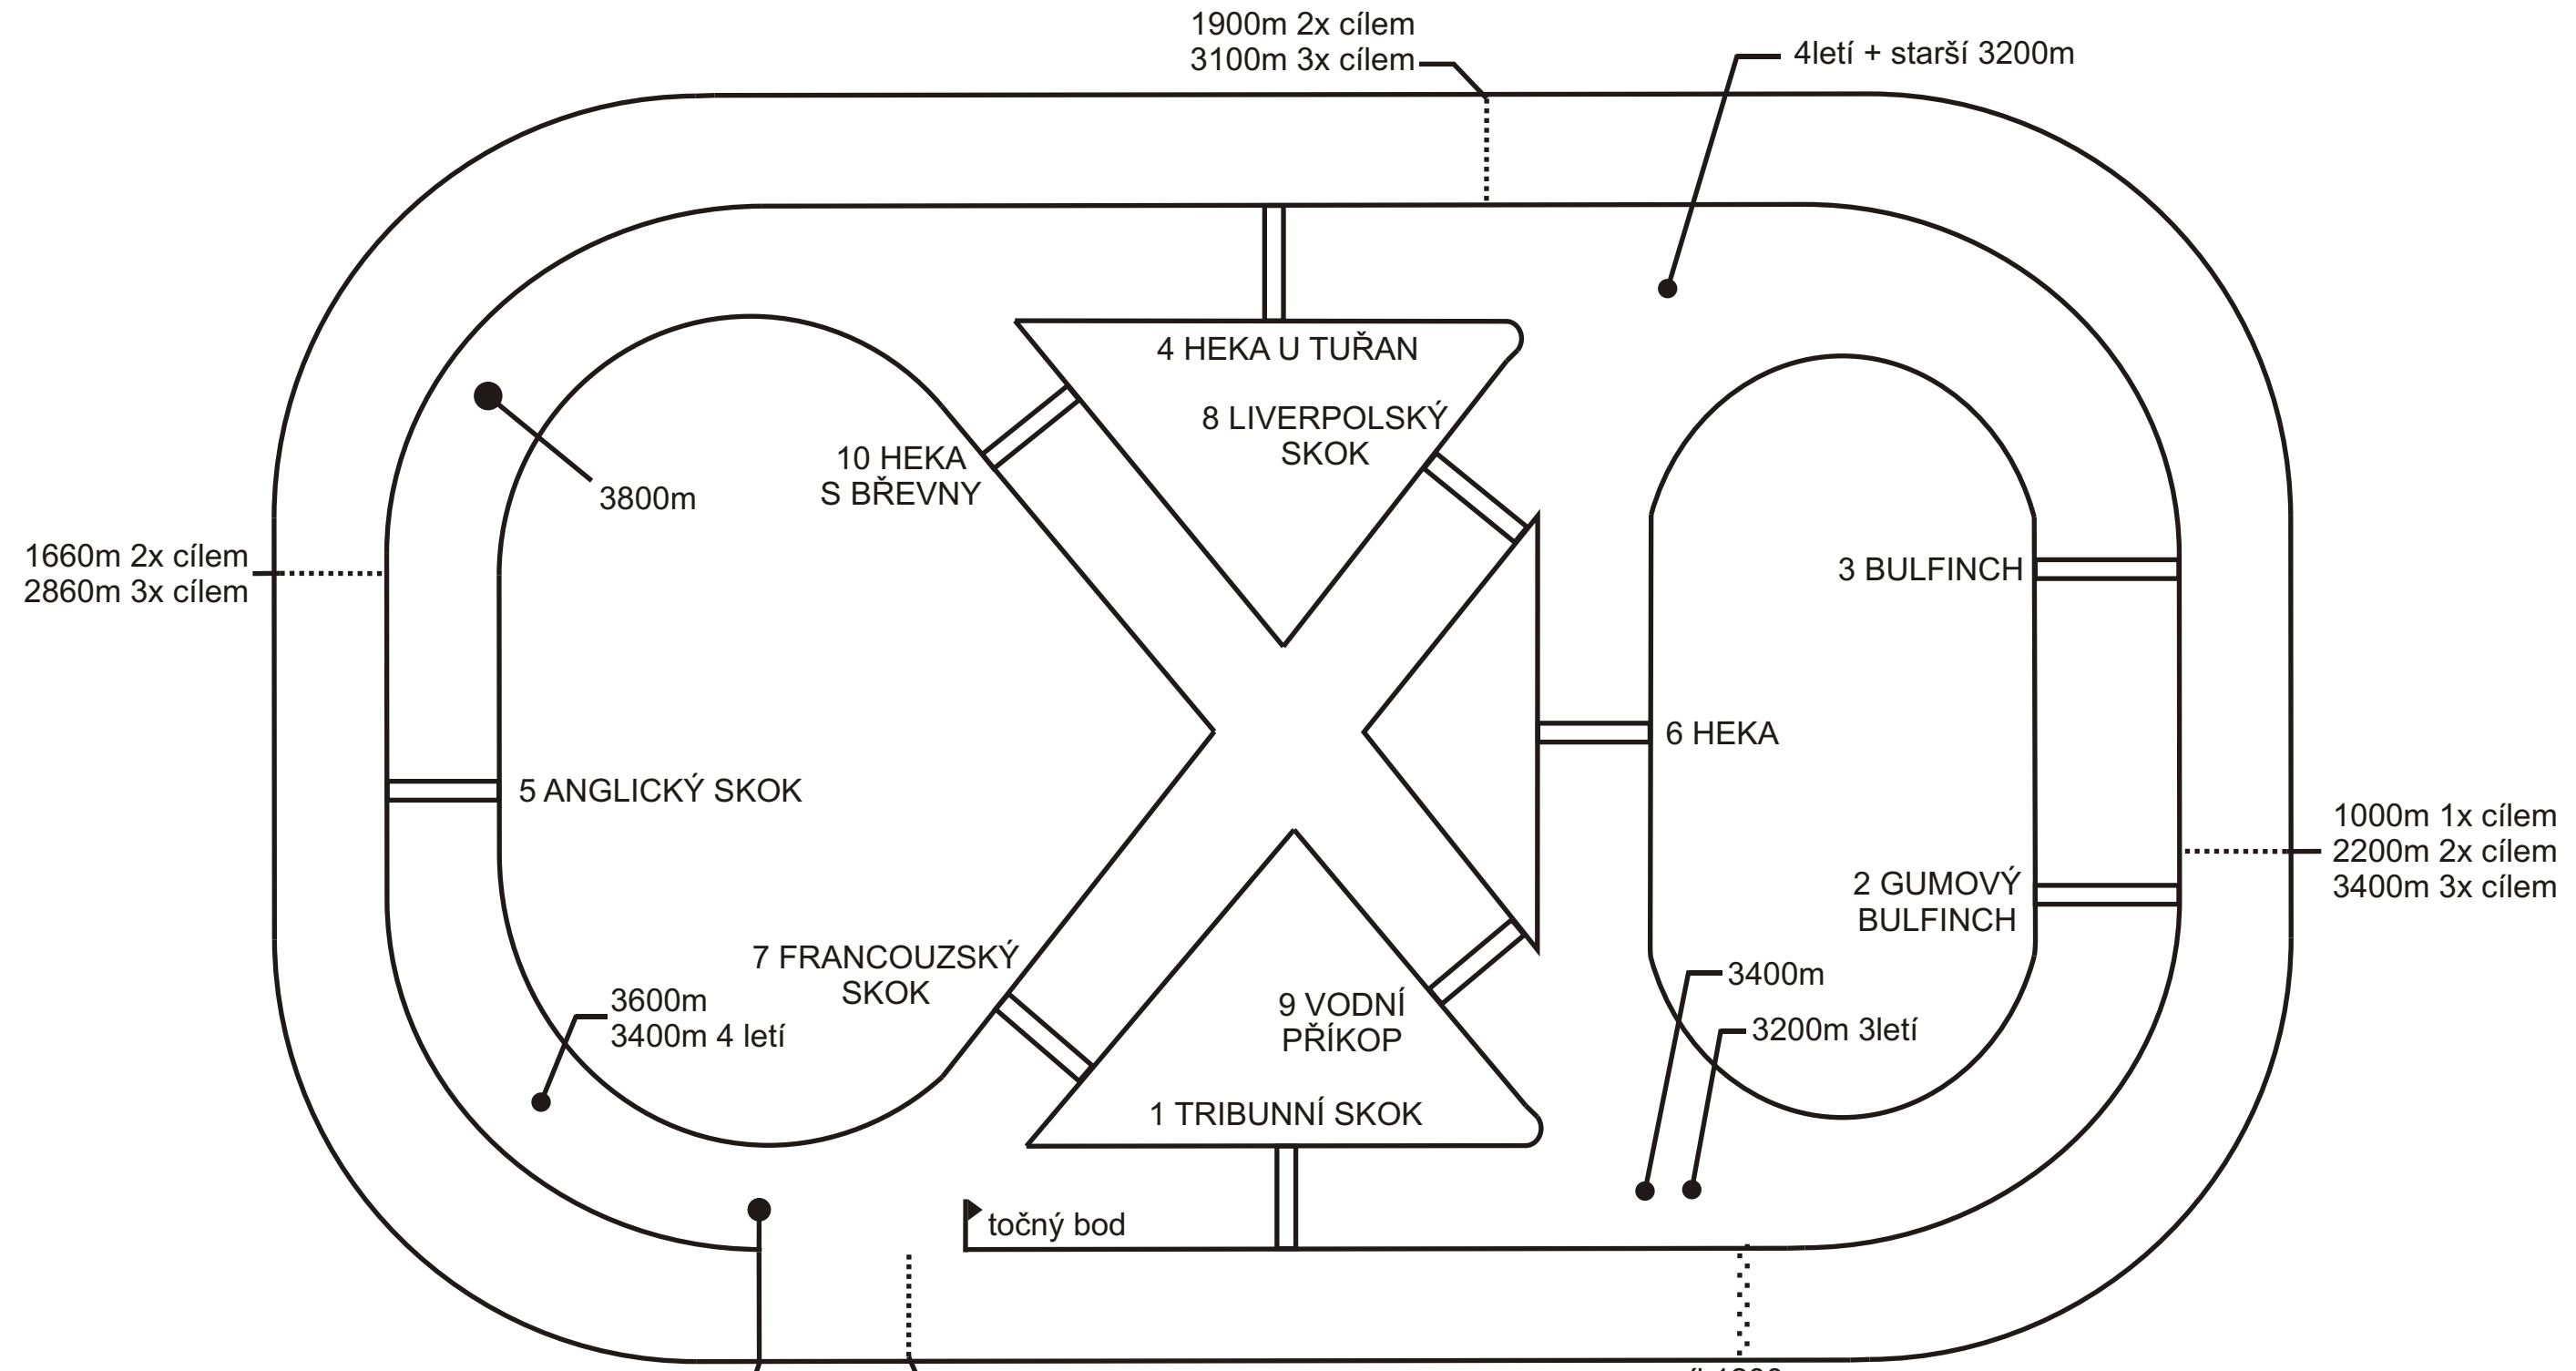 1900m 2x cílem
3100m 3x cílem
4letí + starší 3200m
4 HEKA U TUŘAN
8 LIVERPOLSKÝ
SKOK
10 HEKA
S BŘEVNY
3800m
1660m 2x cílem
2860m 3x cílem
3 BULFINCH
6 HEKA
5 ANGLICKÝ SKOK
1000m 1x cílem
2200m 2x cílem
3400m 3x cílem
2 GUMOVÝ
BULFINCH
7 FRANCOUZSKÝ
SKOK
3400m
3600m
3400m 4 letí
9 VODNÍ
PŘÍKOP
3200m 3letí
1 TRIBUNNÍ SKOK
točný bod